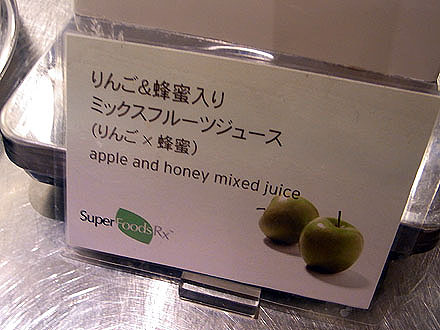 りんご&蜂蜜入り
ミックスフルーツジュース
(りんご×蜂蜜)
apple and honey mixed juice
SuperFoodsRx